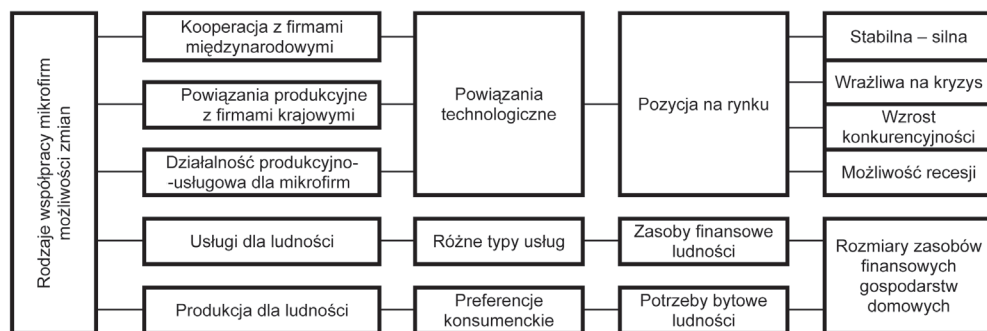 Rodzaje współpracy mikrofirm
możliwości zmian
Kooperacja z firmami
międzynarodowymi
Powiązania produkcyjne
z firmami krajowymi
Działalność produkcyjno-
-usługowa dla mikrofirm
Usługi dla ludności
Produkcja dla ludności
Powiązania
technologiczne
Różne typy usług
Preferencje
konsumenckie
Pozycja na rynku
Zasoby finansowe
ludności
Potrzeby bytowe
ludności
Stabilna – silna
Wrażliwa na kryzys
Wzrost
konkurencyjności
Możliwość recesji
Rozmiary zasobów
finansowych
gospodarstw
domowych